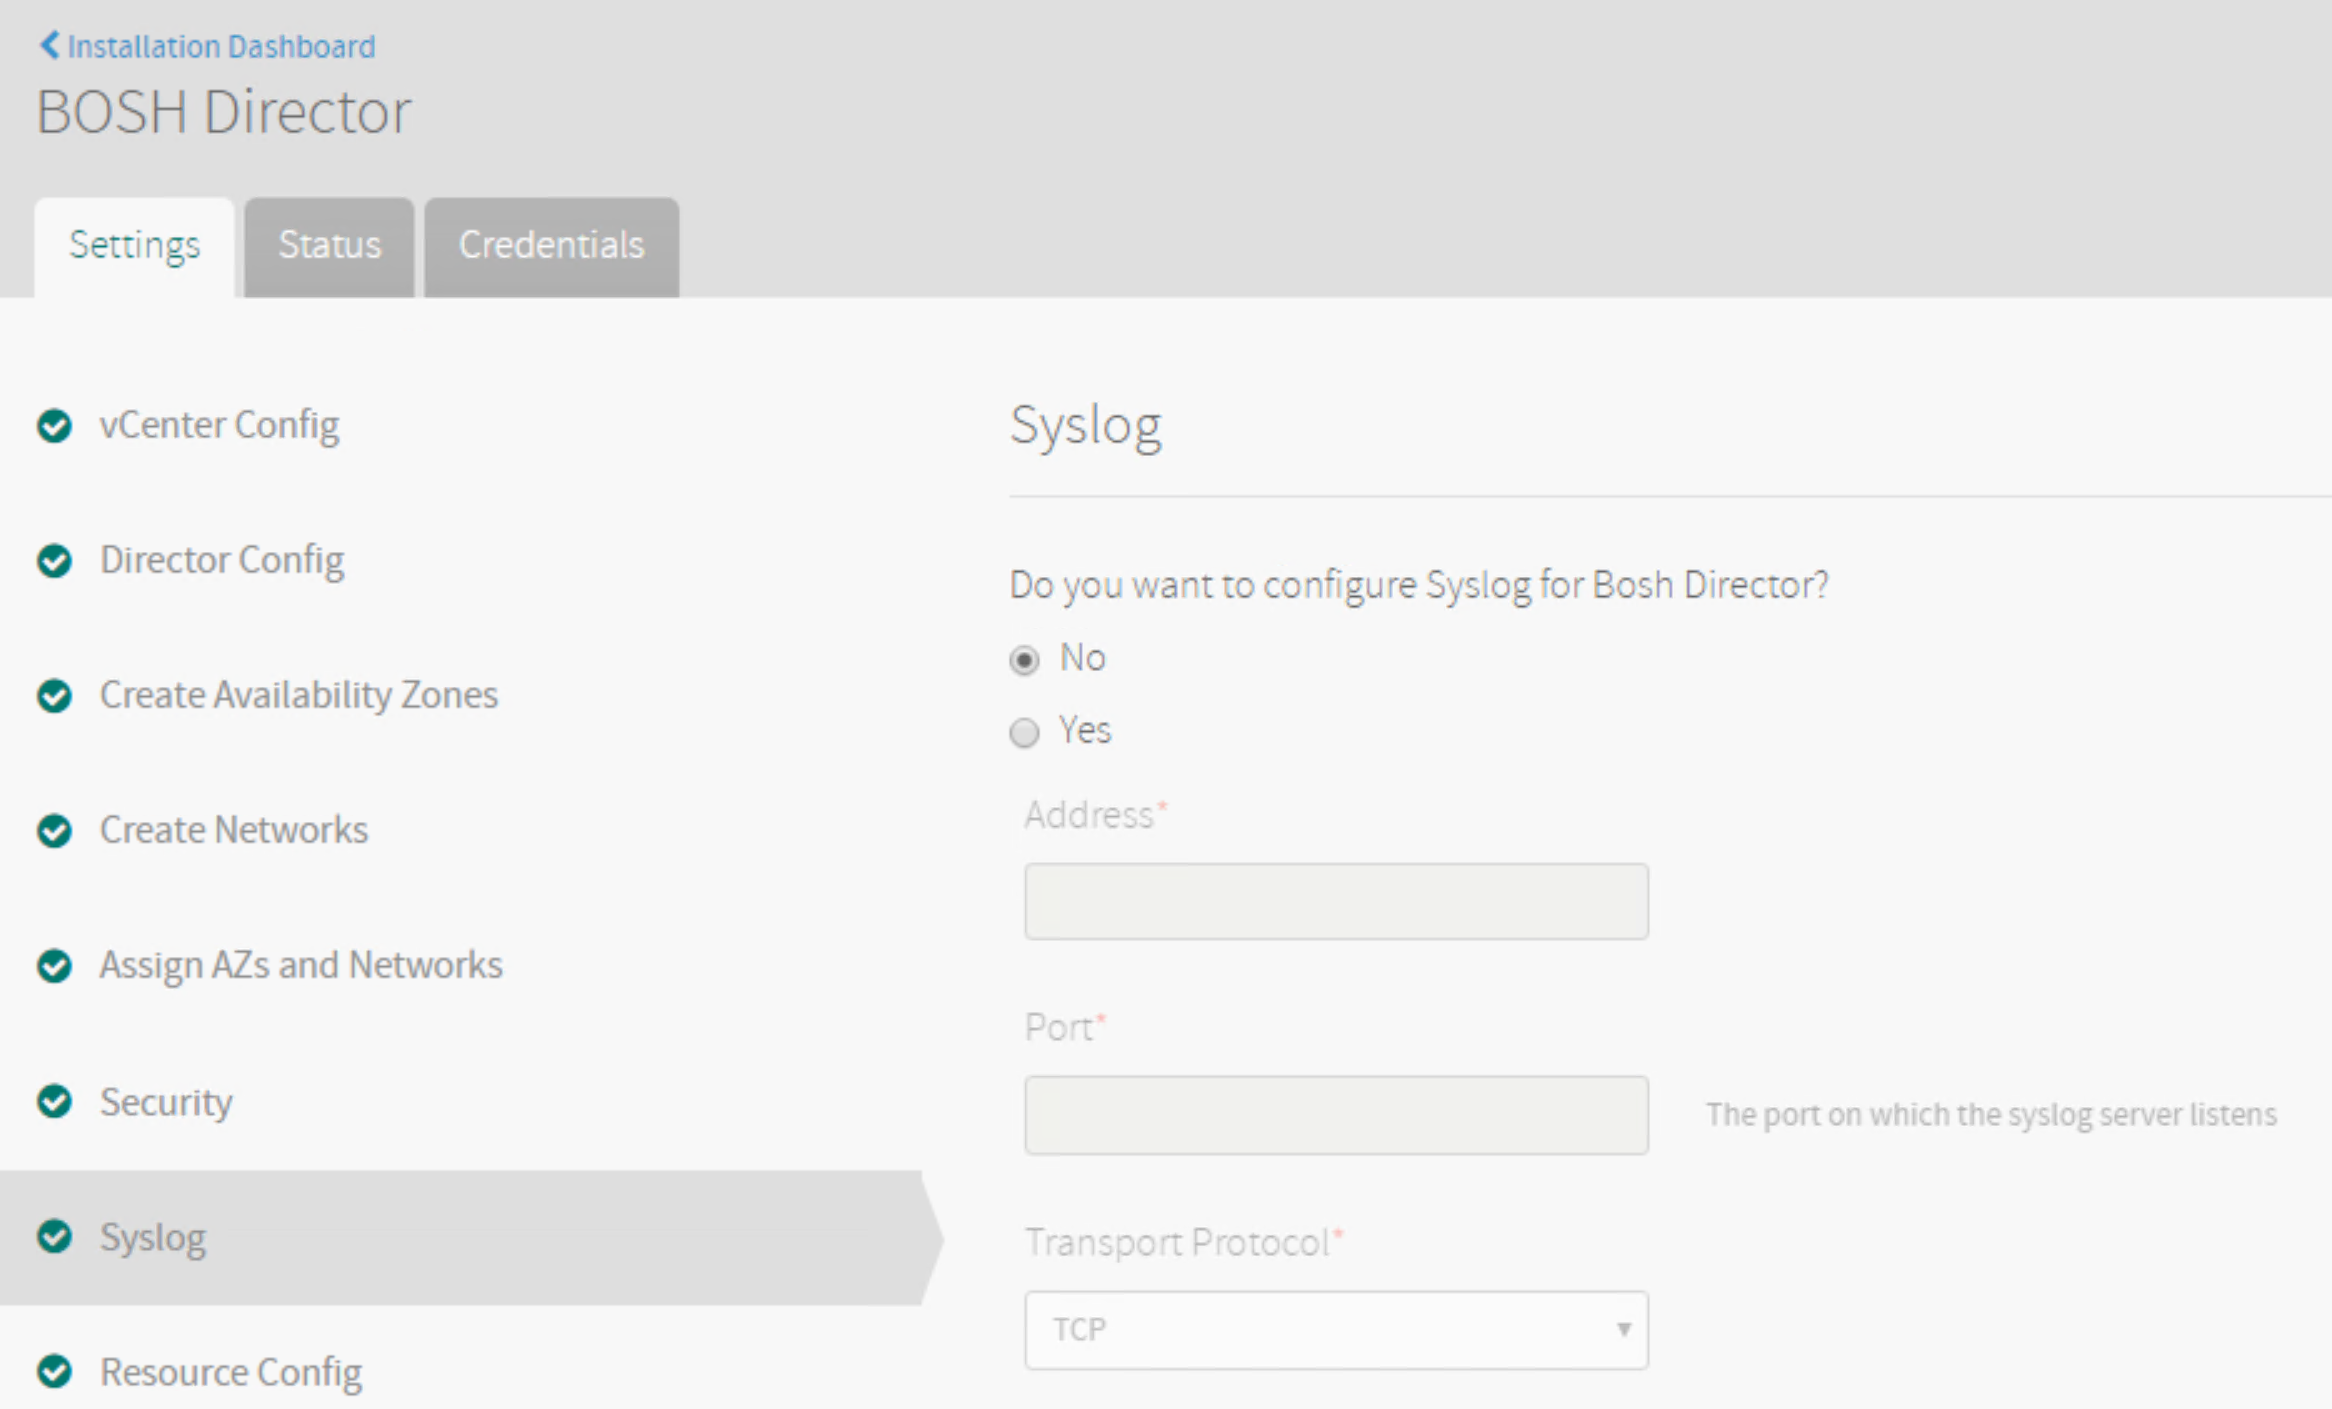 Installation Dashboard
BOSH Director
Settings
Status
Credentials
vCenter Config
Director Config
Create Availability Zones
Create Networks
Assign AZs and Networks
Security
Syslog
Resource Config
Syslog
Do you want to configure Syslog for Bosh Director?
No
Yes
Address*
Port*
The port on which the syslog server listens
Transport Protocol*
TCP